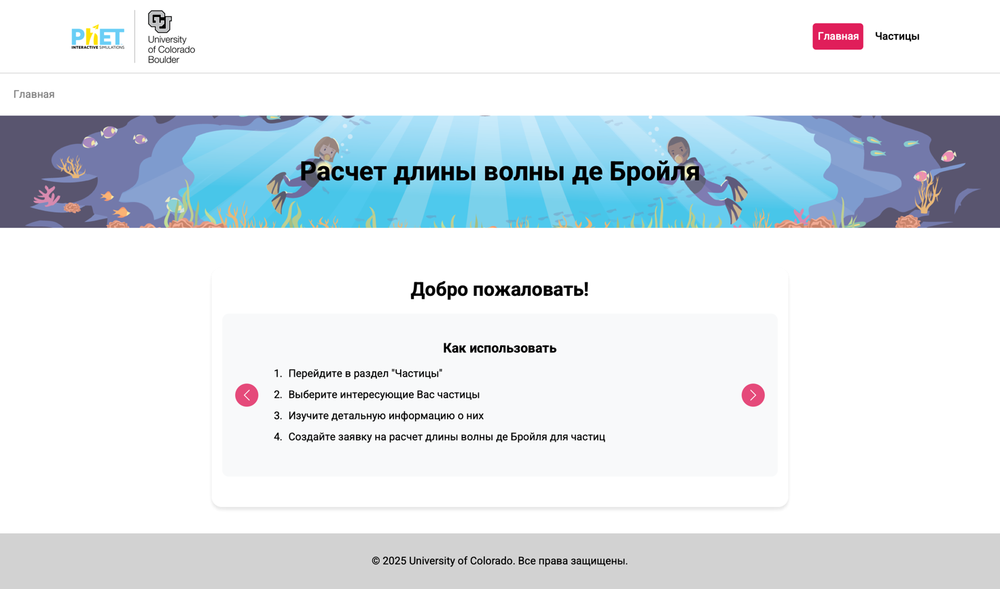 PhET
INTERACTIVE SIMULATIONS
CU
University
of Colorado
Boulder
Главная
Частицы
Главная
Расчет длины волны де Бройля
Добро пожаловать!
Как использовать
1. Перейдите в раздел "Частицы"
2. Выберите интересующие Вас частицы
3. Изучите детальную информацию о них
4. Создайте заявку на расчет длины волны де Бройля для частиц
© 2025 University of Colorado. Все права защищены.